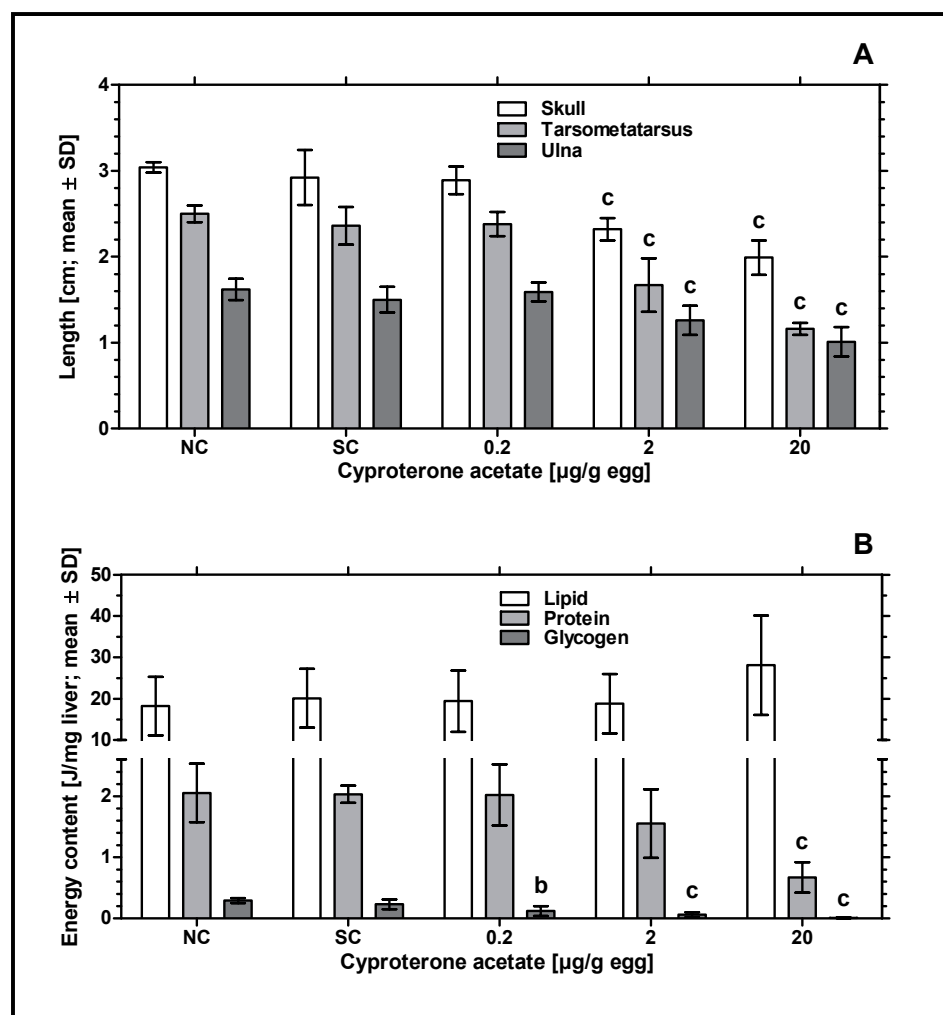 A
Length [cm; mean ± SD]
4
3
2
1
0
Skull
Tarsometatarsus
Ulna
c
c
c
c
c
c
NC SC 0.2 2 20
Cyproterone acetate [µg/g egg]
B
Energy content [J/mg liver; mean ± SD]
50
40
30
20
10
2
1
0
Lipid
Protein
Glycogen
b
c
c
c
NC SC 0.2 2 20
Cyproterone acetate [µg/g egg]